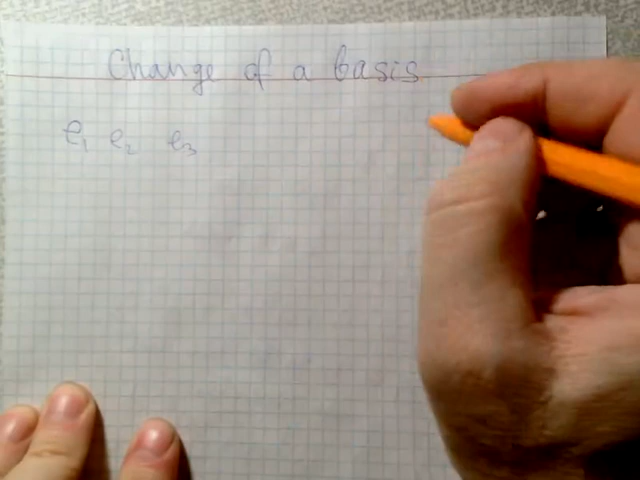 Change of a basis
e₁ e₂ e₃